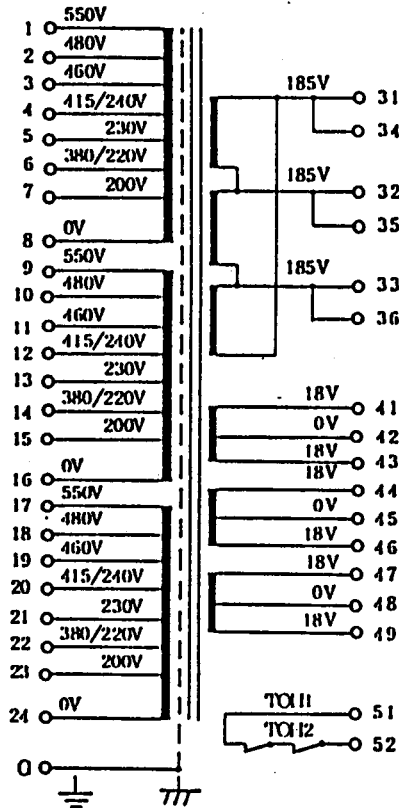 1 550V
2 480V
3 460V
4 415/240V
5 230V
6 380/220V
7 200V
8 0V
9 550V
10 480V
11 460V
12 415/240V
13 230V
14 380/220V
15 200V
16 0V
17 550V
18 480V
19 460V
20 415/240V
21 230V
22 380/220V
23 200V
24 0V
G
185V 31
34
185V 32
35
185V 33
36
18V 41
0V 42
18V 43
18V 44
0V 45
18V 46
18V 47
0V 48
18V 49
TOH1 51
TOH2 52